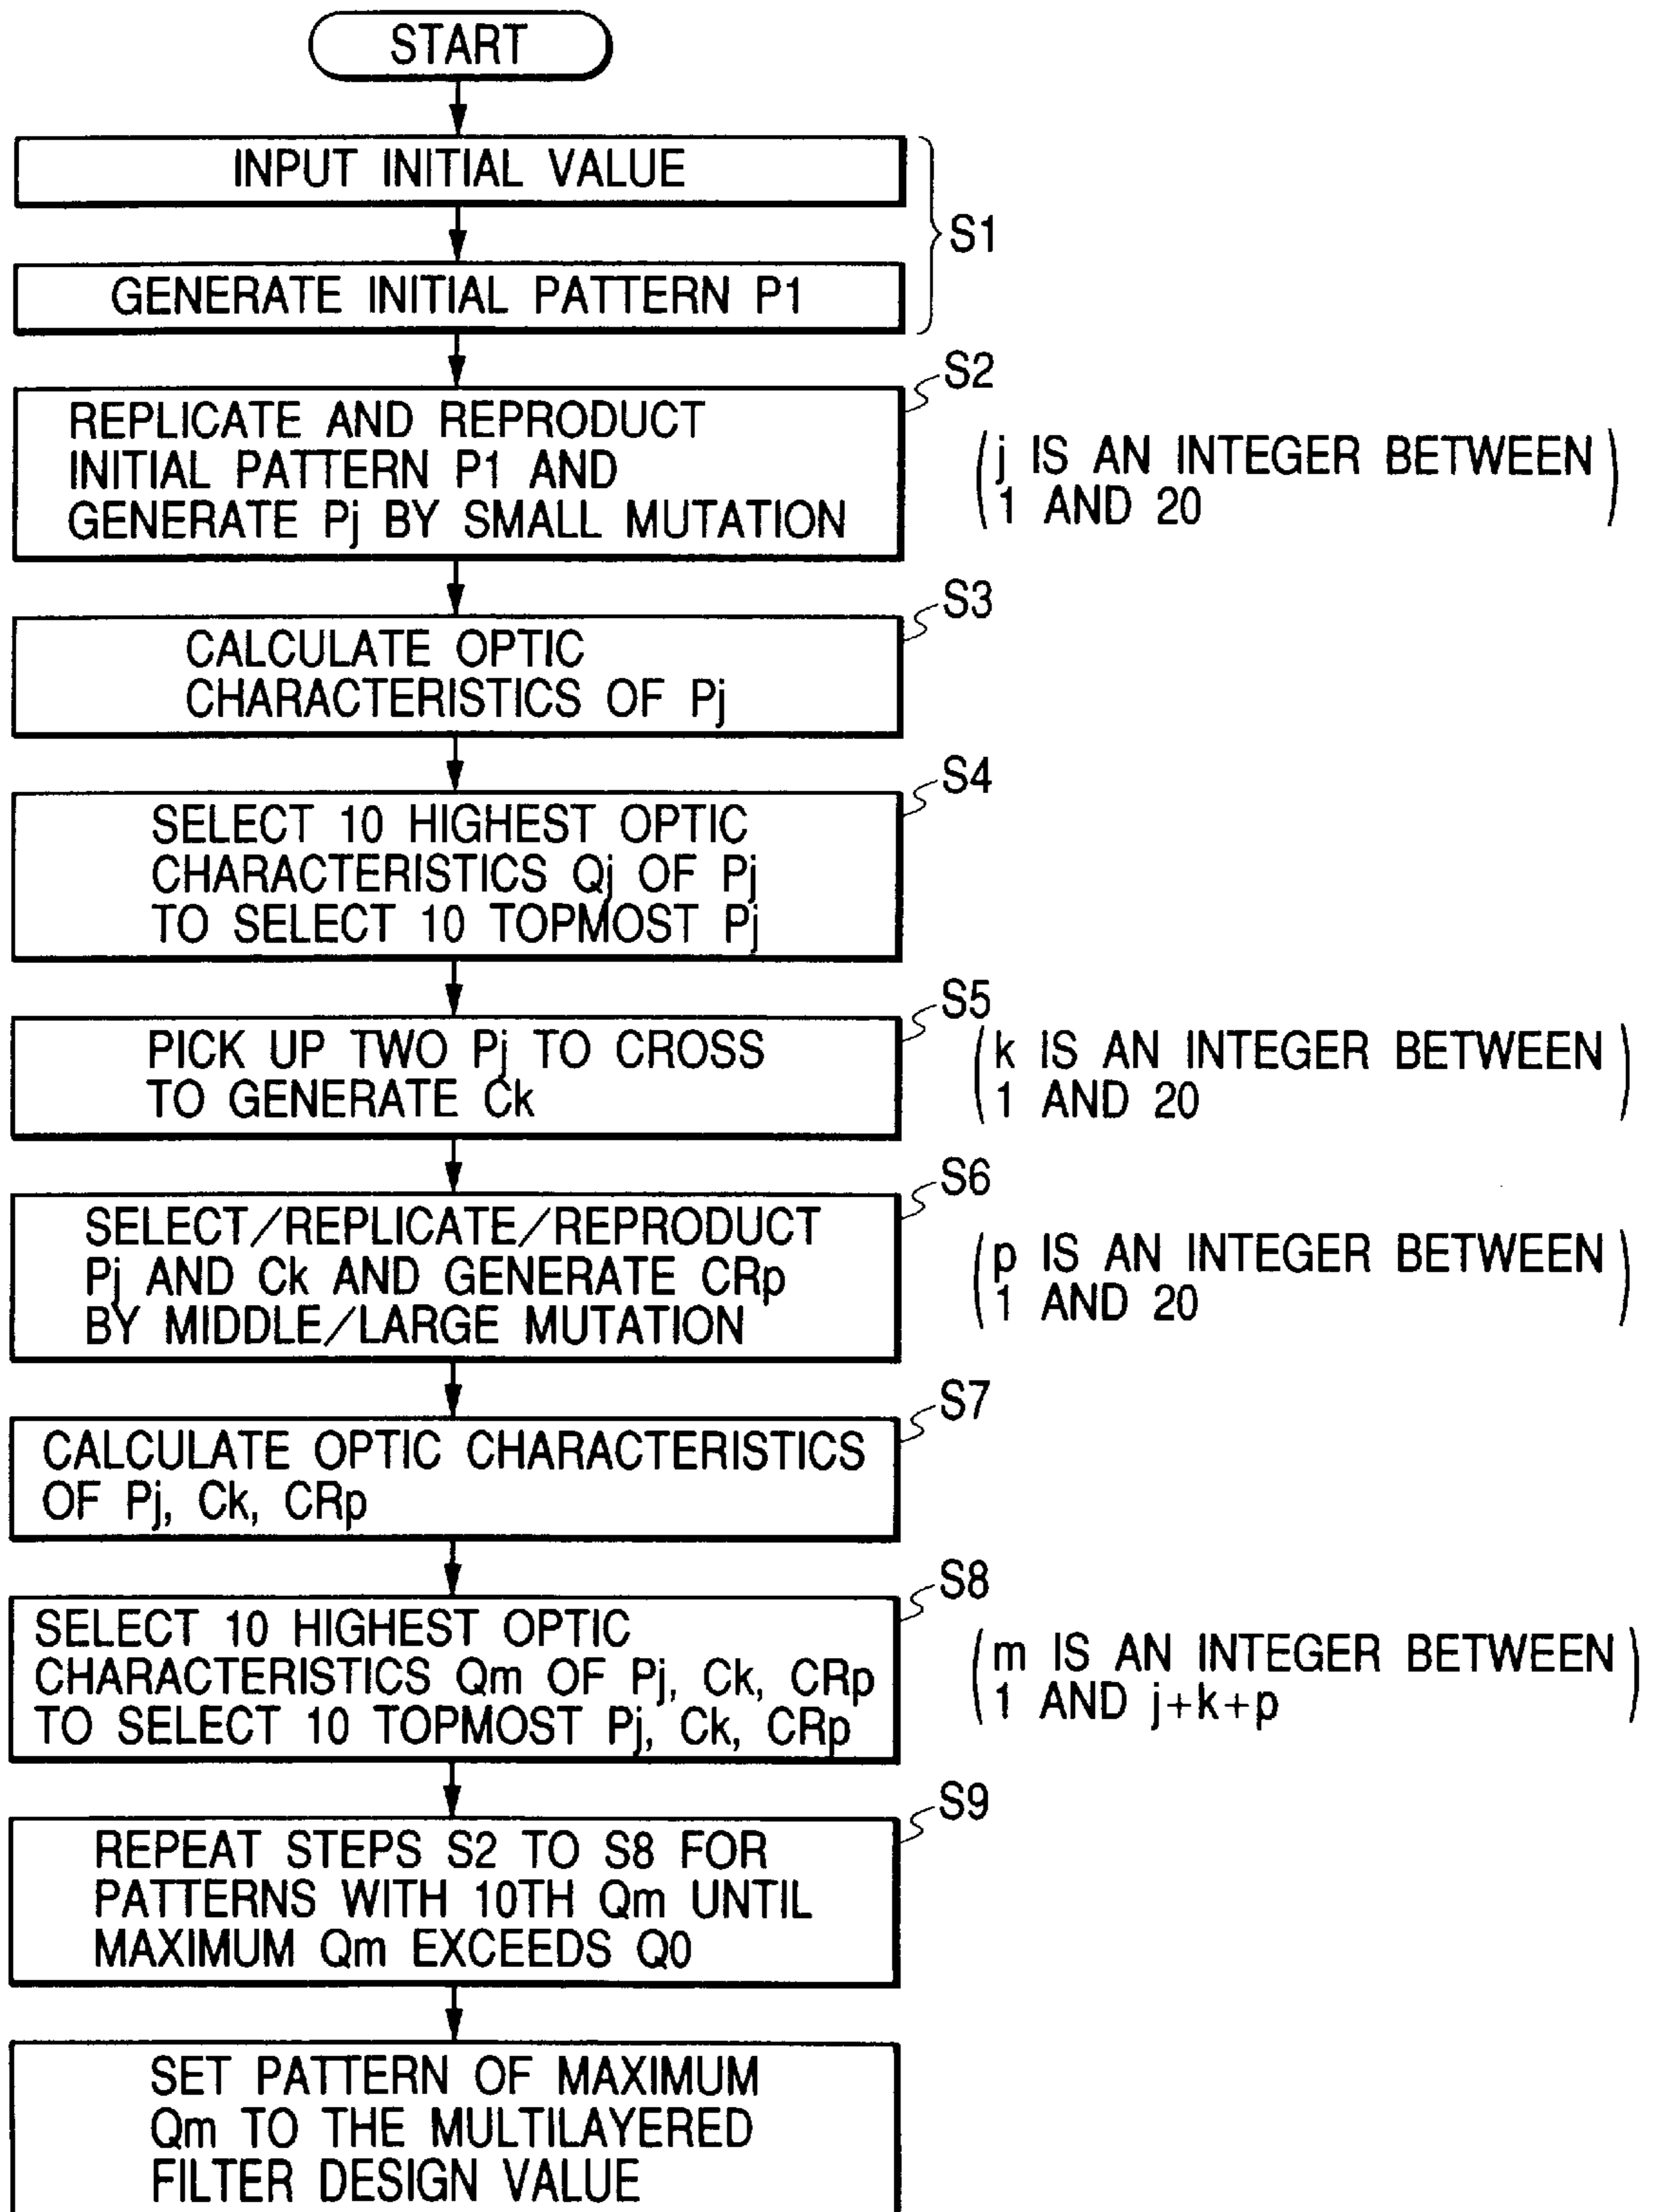 START
INPUT INITIAL VALUE
S1
GENERATE INITIAL PATTERN P1
S2
REPLICATE AND REPRODUCT
INITIAL PATTERN P1 AND
GENERATE Pj BY SMALL MUTATION
(j IS AN INTEGER BETWEEN
1 AND 20)
S3
CALCULATE OPTIC
CHARACTERISTICS OF Pj
S4
SELECT 10 HIGHEST OPTIC
CHARACTERISTICS Qj OF Pj
TO SELECT 10 TOPMOST Pj
S5
PICK UP TWO Pj TO CROSS
TO GENERATE Ck
(k IS AN INTEGER BETWEEN
1 AND 20)
S6
SELECT/REPLICATE/REPRODUCT
Pj AND Ck AND GENERATE CRp
BY MIDDLE/LARGE MUTATION
(p IS AN INTEGER BETWEEN
1 AND 20)
S7
CALCULATE OPTIC CHARACTERISTICS
OF Pj, Ck, CRp
S8
SELECT 10 HIGHEST OPTIC
CHARACTERISTICS Qm OF Pj, Ck, CRp
TO SELECT 10 TOPMOST Pj, Ck, CRp
(m IS AN INTEGER BETWEEN
1 AND j+k+p)
S9
REPEAT STEPS S2 TO S8 FOR
PATTERNS WITH 10TH Qm UNTIL
MAXIMUM Qm EXCEEDS Q0
SET PATTERN OF MAXIMUM
Qm TO THE MULTILAYERED
FILTER DESIGN VALUE